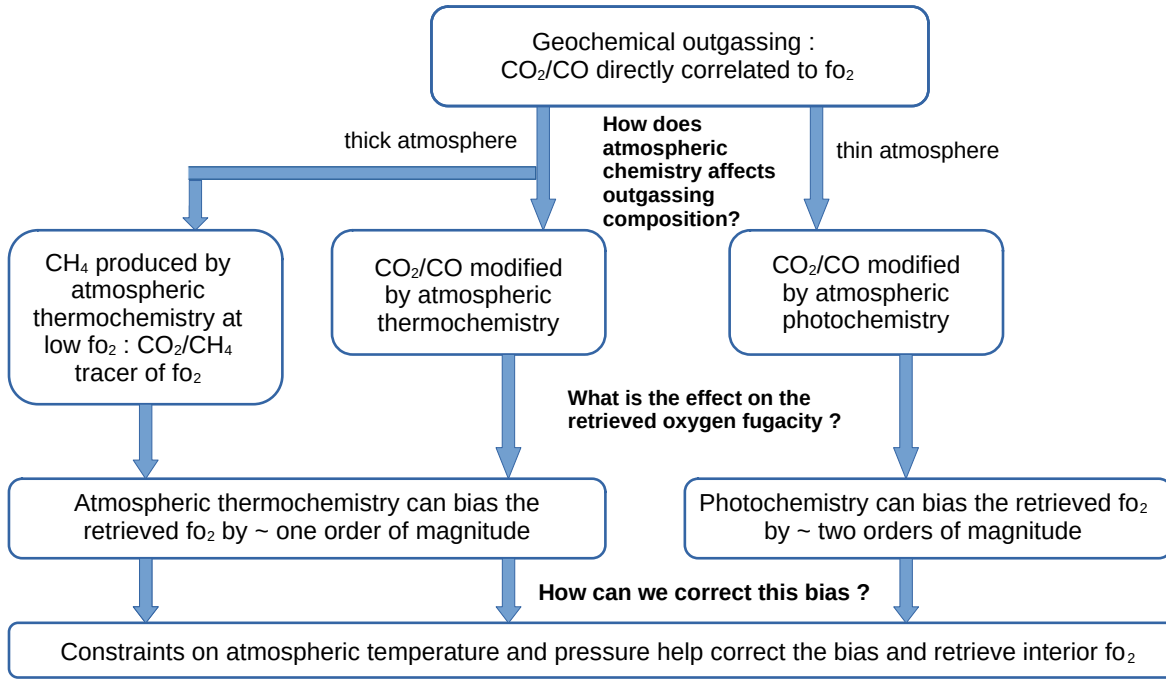 Geochemical outgassing :
CO₂/CO directly correlated to fo₂
thick atmosphere
How does
atmospheric
chemistry affects
outgassing
composition?
thin atmosphere
CH₄ produced by
atmospheric
thermochemistry at
low fo₂ : CO₂/CH₄
tracer of fo₂
CO₂/CO modified
by atmospheric
thermochemistry
CO₂/CO modified
by atmospheric
photochemistry
What is the effect on the
retrieved oxygen fugacity ?
Atmospheric thermochemistry can bias the
retrieved fo₂ by ~ one order of magnitude
Photochemistry can bias the retrieved fo₂
by ~ two orders of magnitude
How can we correct this bias ?
Constraints on atmospheric temperature and pressure help correct the bias and retrieve interior fo₂